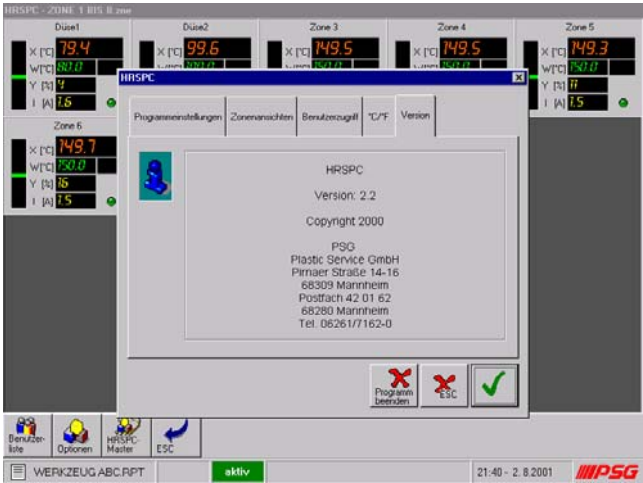 HRSPC - ZONE 1 BIS 8.zne
Düse1
Düse2
Zone 3
Zone 4
Zone 5
X [°C] 79.4
X [°C] 99.6
X [°C] 149.5
X [°C] 149.5
X [°C] 149.3
W[°C] 80.0
W[°C] 150.0
Y [%] 4
Y [%] 11
I [A] 1.6
I [A] 1.5
HRSPC
Programmeinstellungen
Zonenansichten
Benutzerzugriff
°C/°F
Version
Zone 6
X [°C] 149.7
W[°C] 150.0
Y [%] 16
I [A] 1.5
HRSPC
Version: 2.2
Copyright 2000
PSG
Plastic Service GmbH
Pirnaer Straße 14-16
68309 Mannheim
Postfach 42 01 62
68280 Mannheim
Tel. 06261/7162-0
Programm
beenden
ESC
Benutzer-
liste
Optionen
HRSPC-
Master
ESC
WERKZEUG ABC.RPT
aktiv
21:40 - 2. 8.2001
PSG